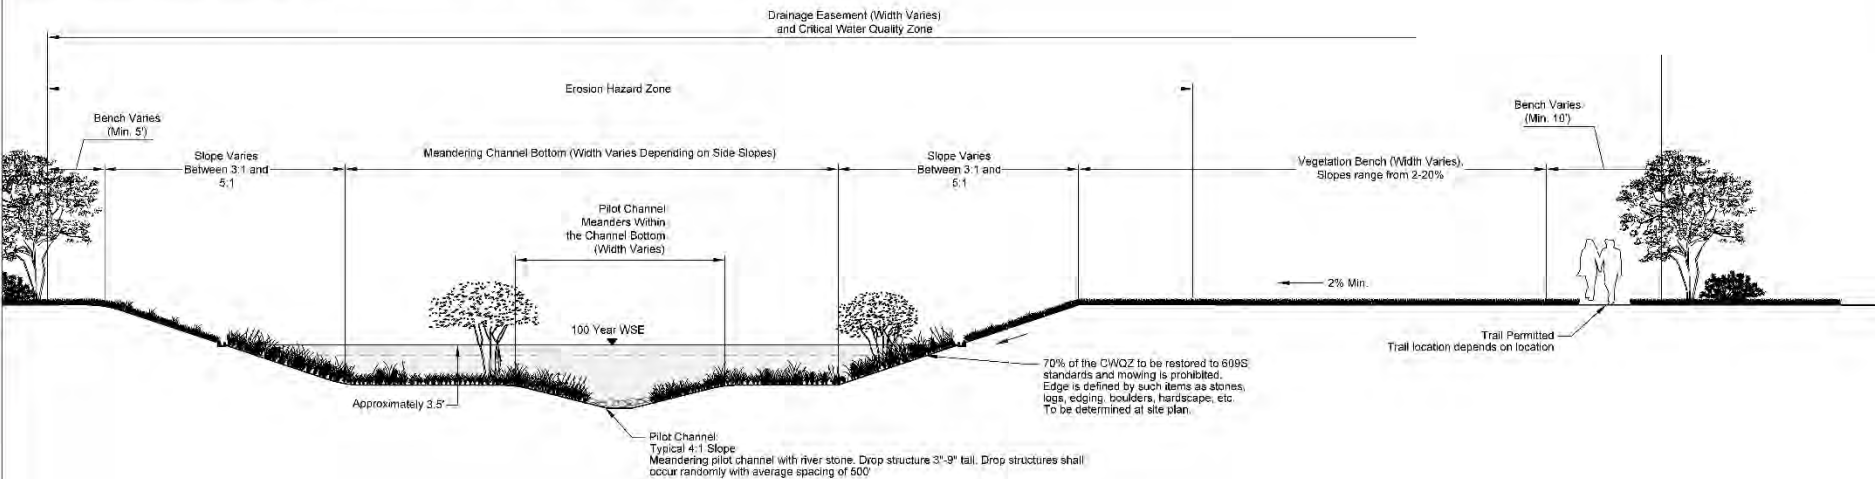 Drainage Easement (Width Varies)
and Critical Water Quality Zone
Erosion Hazard Zone
Bench Varies
(Min. 5')
Slope Varies
Between 3:1 and
5:1
Meandering Channel Bottom (Width Varies Depending on Side Slopes)
Slope Varies
Between 3:1 and
5:1
Vegetation Bench (Width Varies).
Slopes range from 2-20%
Bench Varies
(Min. 10')
Pilot Channel
Meanders Within
the Channel Bottom
(Width Varies)
100 Year WSE
2% Min.
Approximately 3.5'
Trail Permitted
Trail location depends on location
70% of the CWQZ to be restored to 609S
standards and mowing is prohibited.
Edge is defined by such items as stones,
logs, edging, boulders, hardscape, etc.
To be determined at site plan.
Pilot Channel:
Typical 4:1 Slope
Meandering pilot channel with river stone. Drop structure 3"-9" tall. Drop structures shall
occur randomly with average spacing of 500'